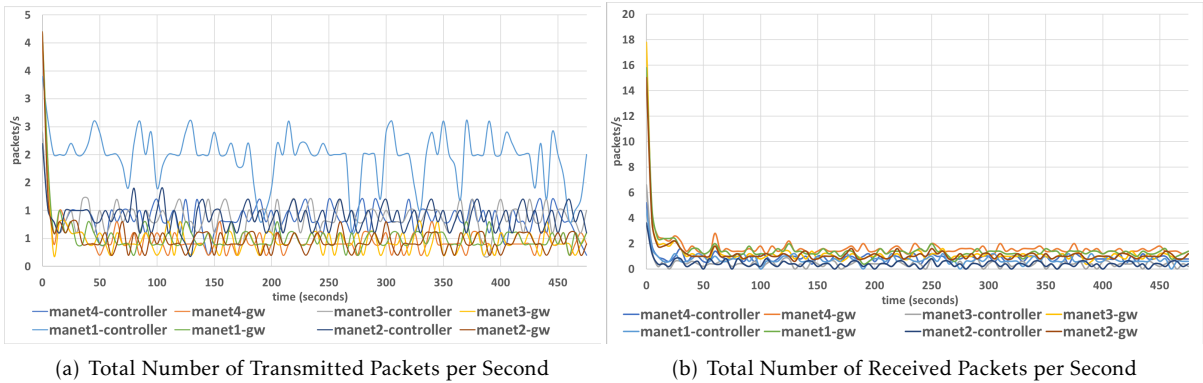 5
4
4
3
3
2
2
1
1
0
packets/s
0 50 100 150 200 250 300 350 400 450
time (seconds)
manet4-controller manet4-gw manet3-controller manet3-gw
manet1-controller manet1-gw manet2-controller manet2-gw
(a) Total Number of Transmitted Packets per Second
20
18
16
14
12
10
8
6
4
2
0
packets/s
0 50 100 150 200 250 300 350 400 450
time (seconds)
manet4-controller manet4-gw manet3-controller manet3-gw
manet1-controller manet1-gw manet2-controller manet2-gw
(b) Total Number of Received Packets per Second